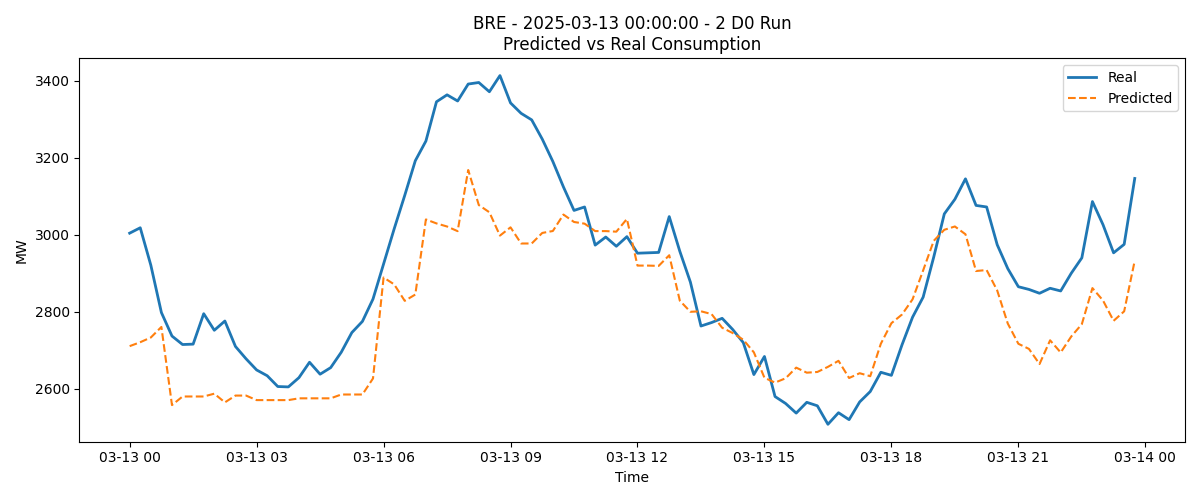 BRE - 2025-03-13 00:00:00 - 2 D0 Run
Predicted vs Real Consumption
Real
Predicted
MW
3400
3200
3000
2800
2600
03-13 00
03-13 03
03-13 06
03-13 09
03-13 12
03-13 15
03-13 18
03-13 21
03-14 00
Time